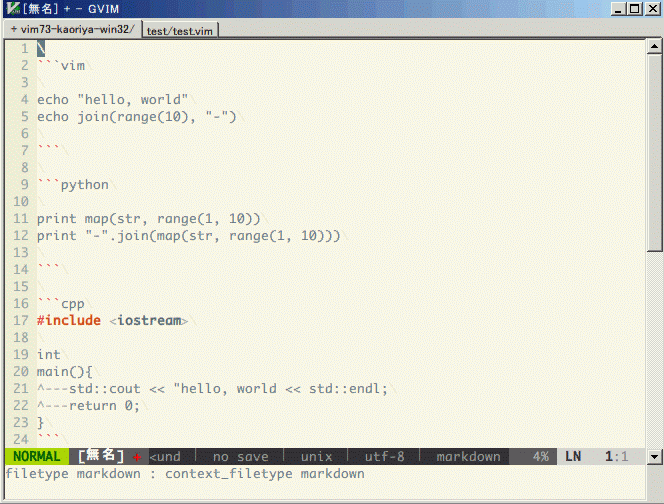 [無名] + - GVIM
+ vim73-kaoriya-win32/ test/test.vim
1 \
2 ```vim\
3 \
4 echo "hello, world"\
5 echo join(range(10), "-")\
6 \
7 ```\
8 \
9 ```python\
10 \
11 print map(str, range(1, 10))\
12 print "-".join(map(str, range(1, 10)))\
13 \
14 ```\
15 \
16 ```cpp\
17 #include <iostream>\
18 \
19 int\
20 main(){\
21 ^---std::cout << "hello, world << std::endl;\
22 ^---return 0;\
23 }\
24 ```\
NORMAL [無名] + <und | no save | unix | utf-8 | markdown 4% LN 1:1
filetype markdown : context_filetype markdown